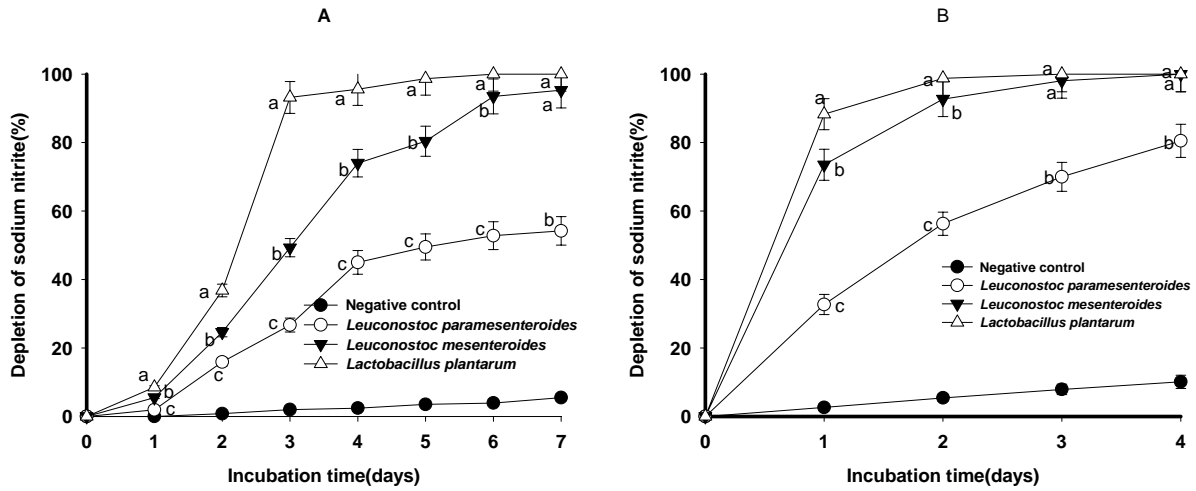 A
Depletion of sodium nitrite(%)
100
80
60
40
20
0
a
a
a
a
a
a
a
b
b
b
b
b
b
a
c
c
c
c
c
c
b
Negative control
Leuconostoc paramesenteroides
Leuconostoc mesenteroides
Lactobacillus plantarum
0 1 2 3 4 5 6 7
Incubation time(days)
B
Depletion of sodium nitrite(%)
100
80
60
40
20
0
a
a
a
a
b
b
a
a
c
c
b
b
Negative control
Leuconostoc paramesenteroides
Leuconostoc mesenteroides
Lactobacillus plantarum
0 1 2 3 4
Incubation time(days)